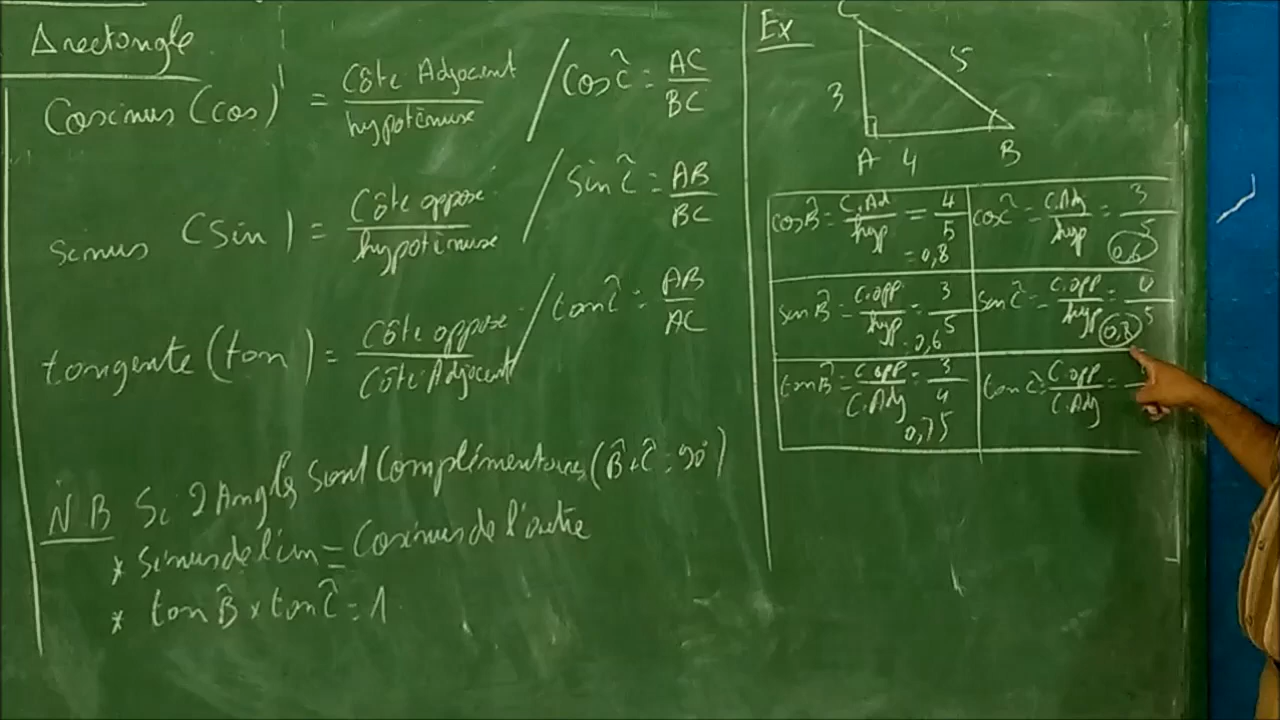 Δ rectangle
Cosinus (cos) = Côte Adjacent / hypoténuse / Cos Ĉ = AC / BC
sinus (Sin) = Côte opposé / hypoténuse / Sin Ĉ = AB / BC
tangente (tan) = Côte opposé / Côte Adjacent / tan Ĉ = AB / AC
N.B Si 2 Angles sont Complémentaires (B̂ + Ĉ = 90°)
* Sinus de l'un = Cosinus de l'autre
* tan B̂ x tan Ĉ = 1
Ex
C
5
3
A 4 B
cos B̂ = C.Ad / hyp = 4 / 5 = 0,8
cos Ĉ = C.Adj / hyp = 3 / 5 0,6
sin B̂ = C.opp / hyp = 3 / 5 = 0,6
sin Ĉ = C.opp / hyp = 4 / 5 0,8
tan B̂ = C.opp / C.Adj = 3 / 4 0,75
tan Ĉ = C.opp / C.Adj =